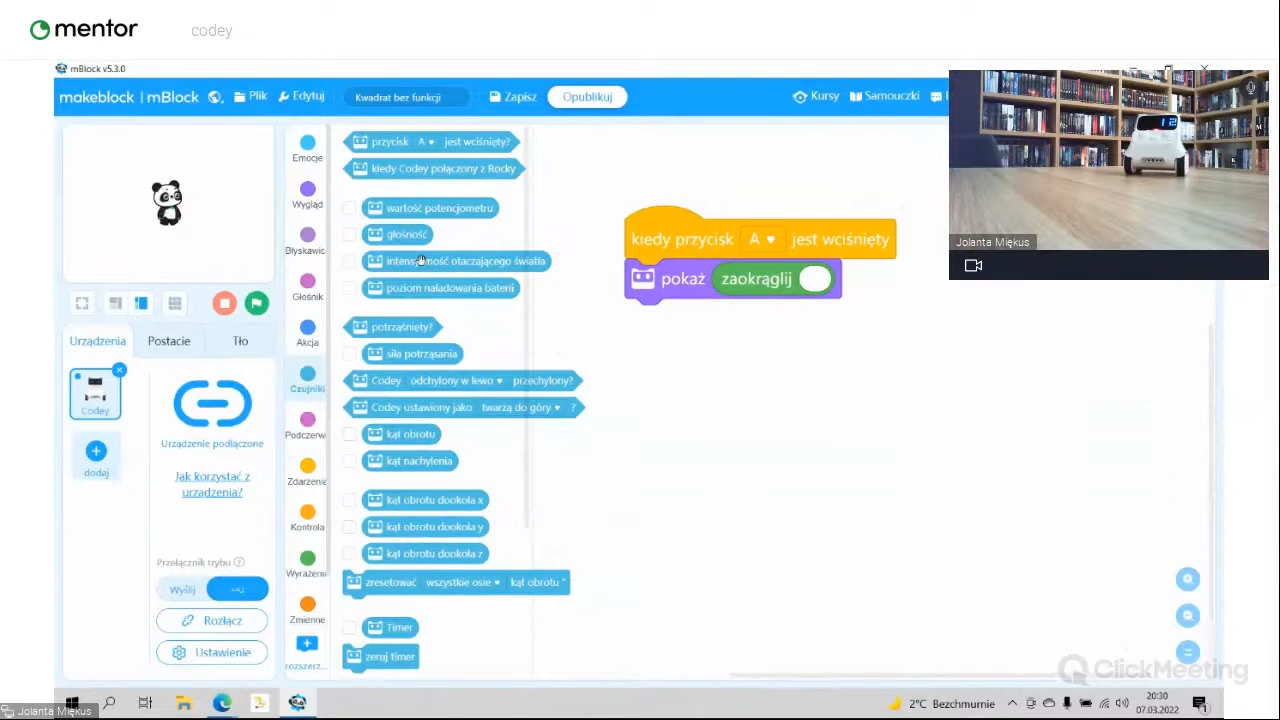 mentor codey
mBlock v5.3.0
makeblock | mBlock Plik Edytuj Kwadrat bez funkcji Zapisz Opublikuj Kursy Samouczki
Emocje
Wygląd
Błyskawic
Głośnik
Akcja
Czujniki
Podczerw
Zdarzenia
Kontrola
Wyrażenia
Zmienne
rozszerz...
przycisk A jest wciśnięty?
kiedy Codey połączony z Rocky
wartość potencjometru
głośność
intensywność otaczającego światła
poziom naładowania baterii
potrząśnięty?
siła potrząsania
Codey odchylony w lewo przechylony?
Codey ustawiony jako twarzą do góry ?
kąt obrotu
kąt nachylenia
kąt obrotu dookoła x
kąt obrotu dookoła y
kąt obrotu dookoła z
zresetować wszystkie osie kąt obrotu °
Timer
zeruj timer
kiedy przycisk A jest wciśnięty
pokaż zaokrąglij
Jolanta Miękus
Urządzenia Postacie Tło
Codey
dodaj
Urządzenie podłączone
Jak korzystać z
urządzenia?
Przełącznik trybu
Wyślij
Rozłącz
Ustawienie
ClickMeeting
Jolanta Miękus
2°C Bezchmurnie
20:30
07.03.2022